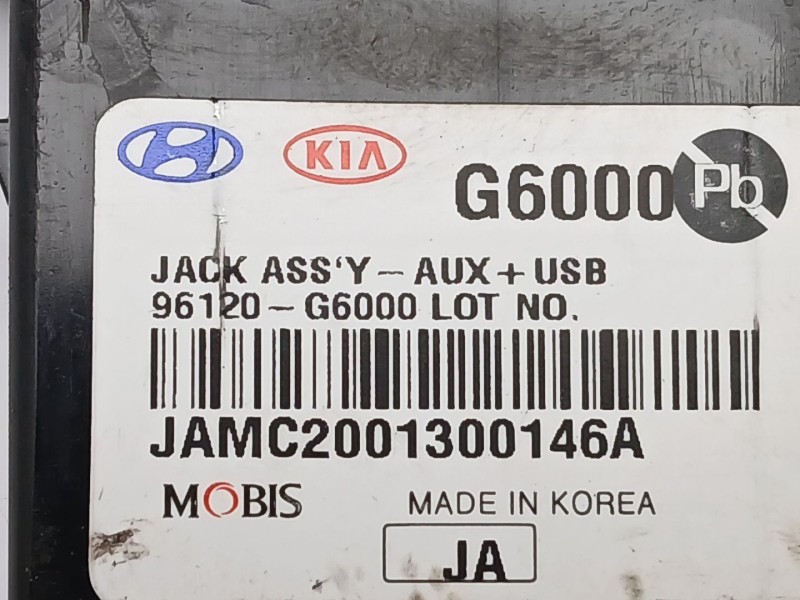 KIA
G6000 Pb
JACK ASS'Y - AUX + USB
96120 - G6000 LOT NO.
JAMC2001300146A
MOBIS MADE IN KOREA
JA